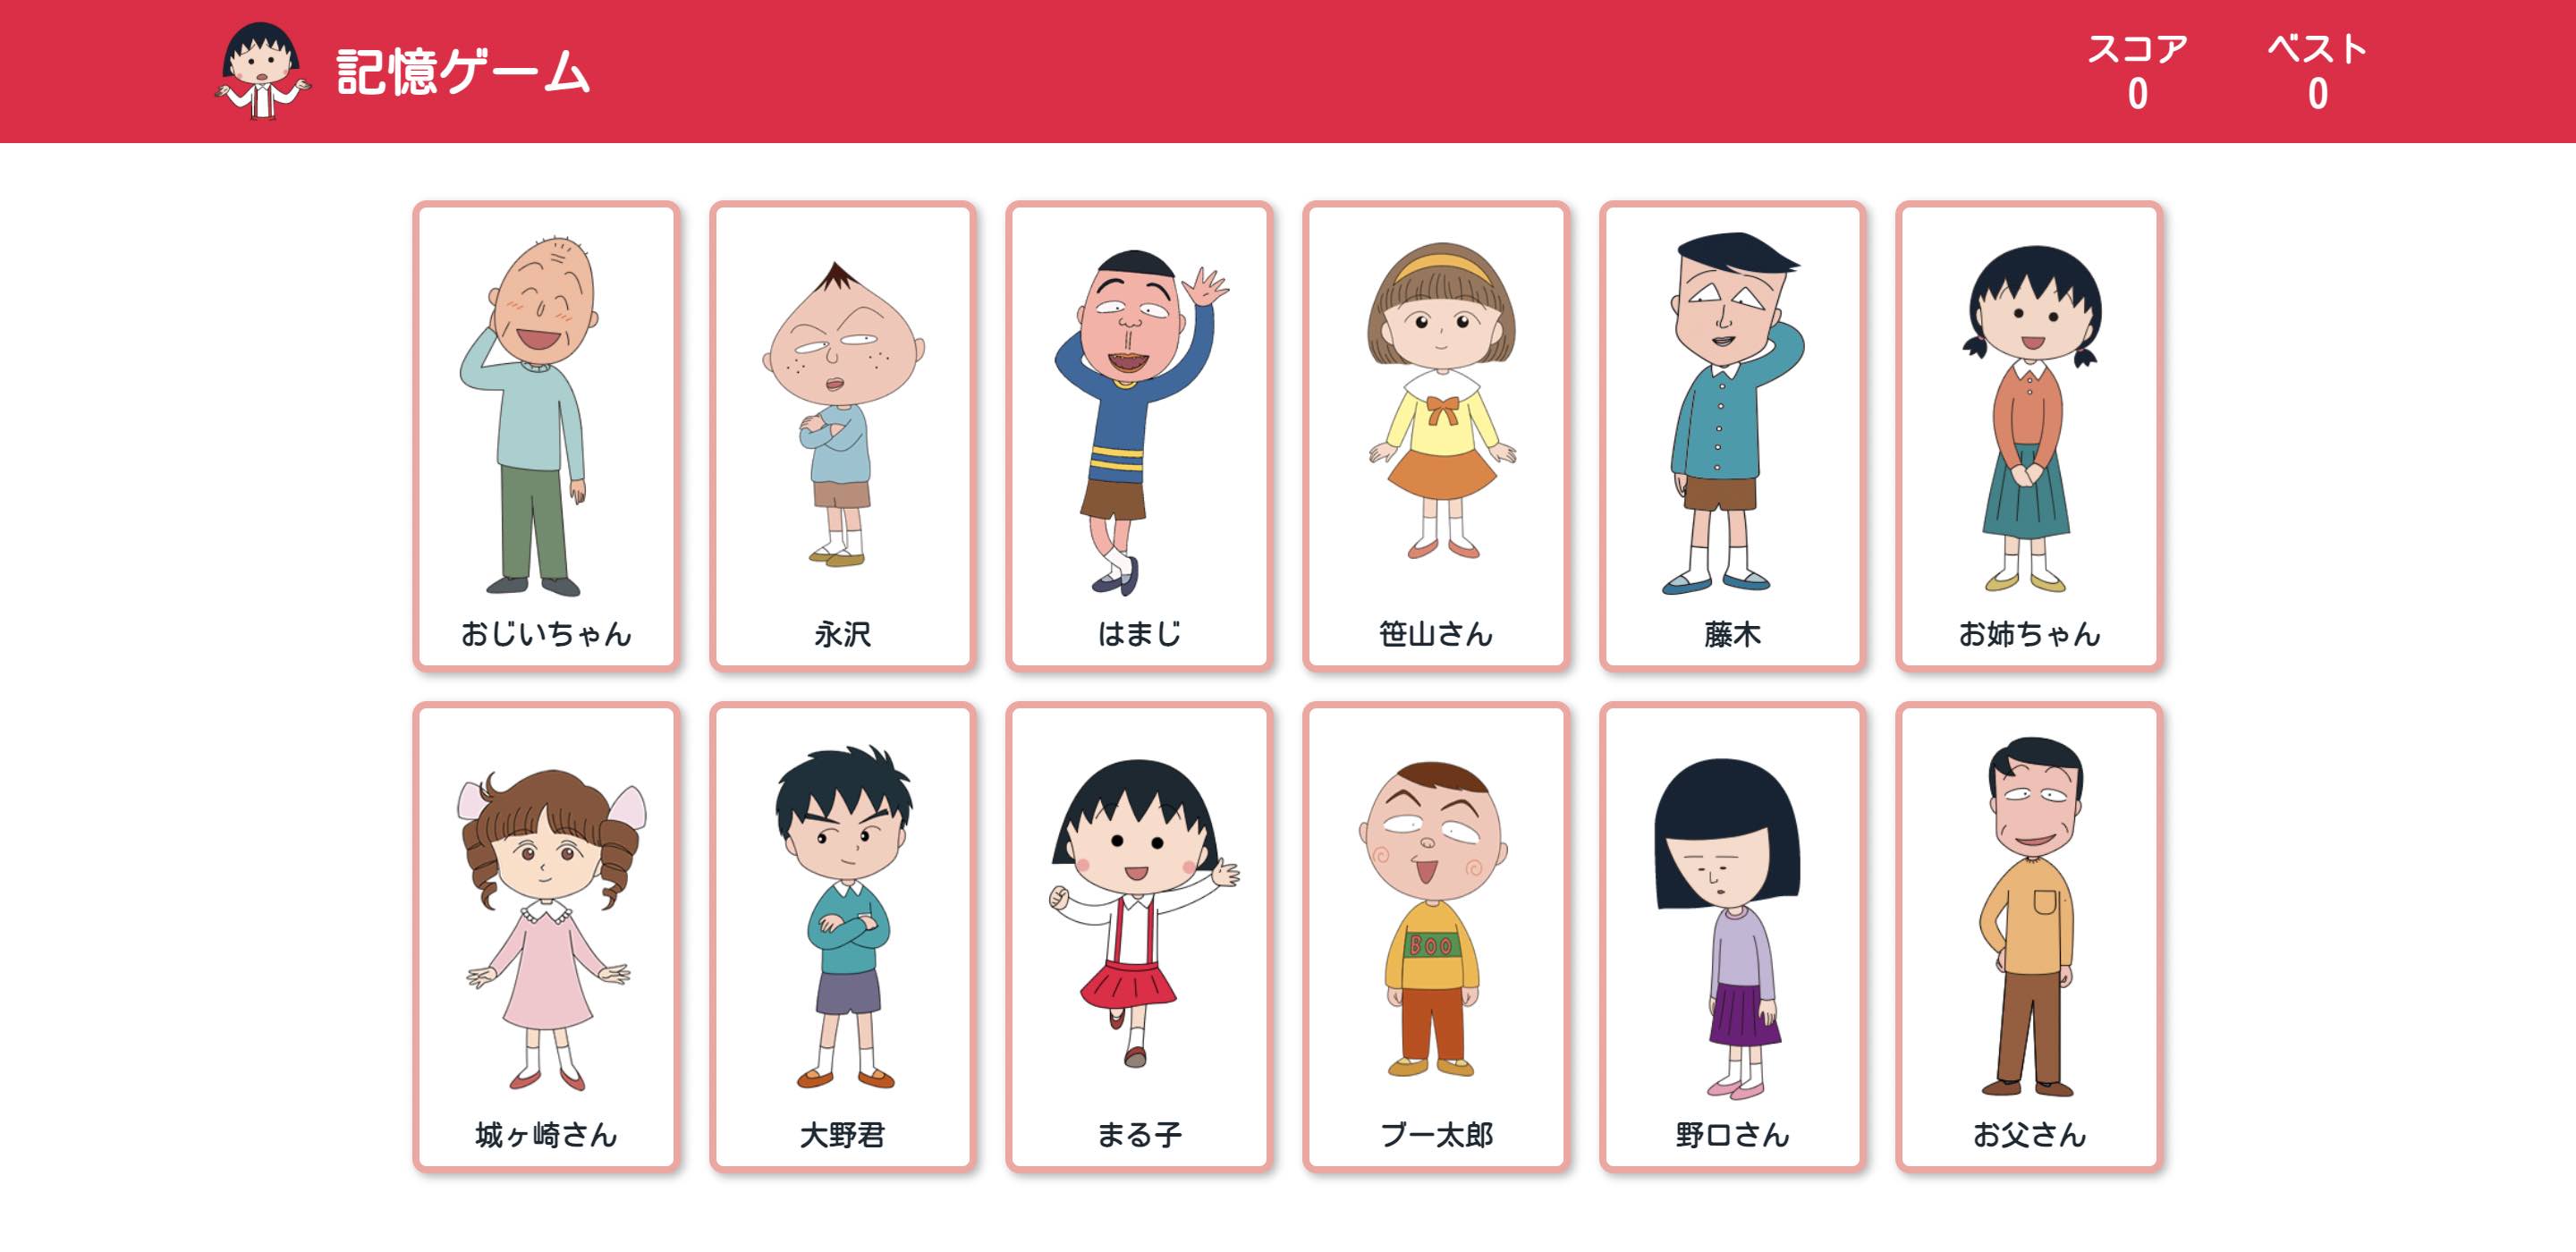 記憶ゲーム
スコア
0
ベスト
0
おじいちゃん
永沢
はまじ
笹山さん
藤木
お姉ちゃん
城ヶ崎さん
大野君
まる子
BOO
ブー太郎
野口さん
お父さん